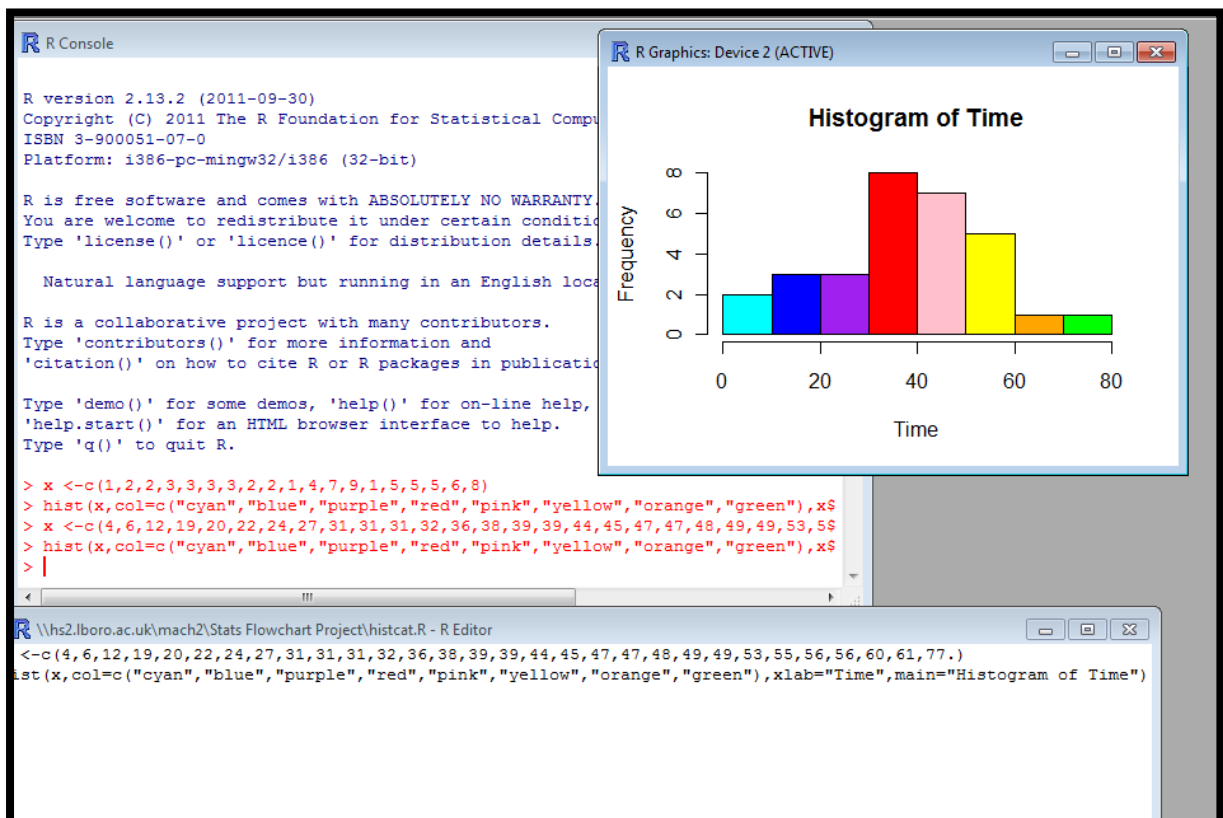 R Console
R version 2.13.2 (2011-09-30)
Copyright (C) 2011 The R Foundation for Statistical Compu
ISBN 3-900051-07-0
Platform: i386-pc-mingw32/i386 (32-bit)
R is free software and comes with ABSOLUTELY NO WARRANTY.
You are welcome to redistribute it under certain conditio
Type 'license()' or 'licence()' for distribution details.
Natural language support but running in an English loca
R is a collaborative project with many contributors.
Type 'contributors()' for more information and
'citation()' on how to cite R or R packages in publicatio
Type 'demo()' for some demos, 'help()' for on-line help,
'help.start()' for an HTML browser interface to help.
Type 'q()' to quit R.
> x <-c(1,2,2,3,3,3,3,2,2,1,4,7,9,1,5,5,5,6,8)
> hist(x,col=c("cyan","blue","purple","red","pink","yellow","orange","green"),x$
> x <-c(4,6,12,19,20,22,24,27,31,31,31,32,36,38,39,39,44,45,47,47,48,49,49,53,5$
> hist(x,col=c("cyan","blue","purple","red","pink","yellow","orange","green"),x$
>
R Graphics: Device 2 (ACTIVE)
Histogram of Time
Frequency
8
6
4
2
0
0 20 40 60 80
Time
\\hs2.lboro.ac.uk\mach2\Stats Flowchart Project\histcat.R - R Editor
<-c(4,6,12,19,20,22,24,27,31,31,31,32,36,38,39,39,44,45,47,47,48,49,49,53,55,56,56,60,61,77.)
ist(x,col=c("cyan","blue","purple","red","pink","yellow","orange","green"),xlab="Time",main="Histogram of Time")